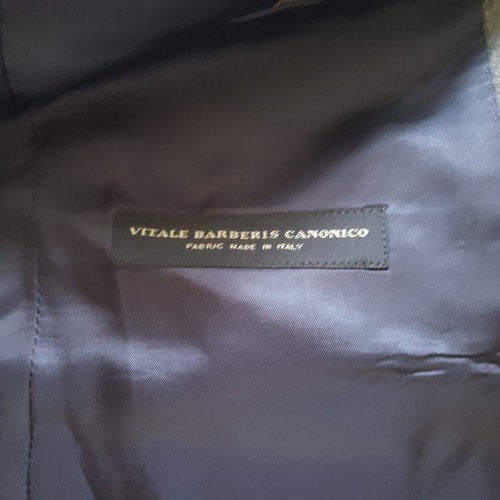 VITALE BARBERIS CANONICO
FABRIC MADE IN ITALY